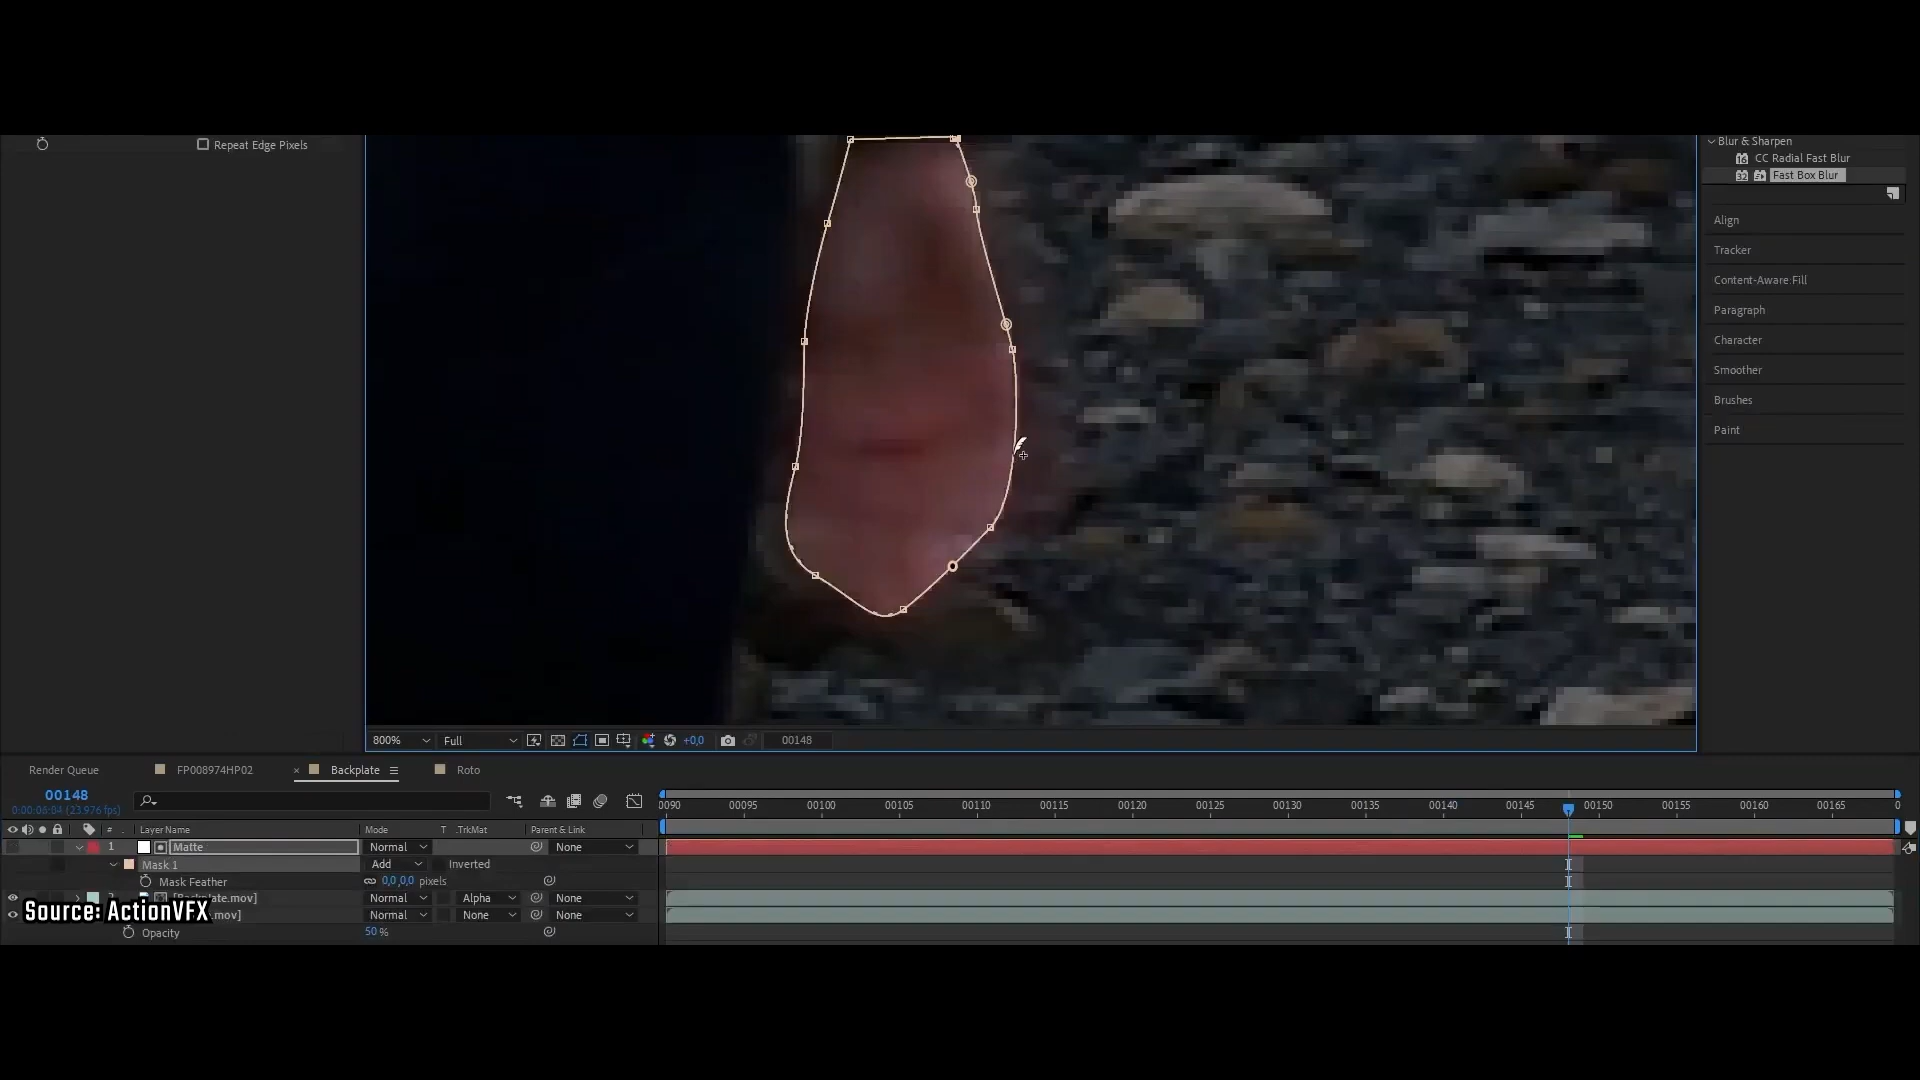 Repeat Edge Pixels
Blur & Sharpen
CC Radial Fast Blur
Fast Box Blur
Align
Tracker
Content-Aware Fill
Paragraph
Character
Smoother
Brushes
Paint
800% Full +0,0 00148
Render Queue FP008974HP02 × Backplate Roto
00148
0:00:06:04 (23.976 fps)
0090 00095 00100 00105 00110 00115 00120 00125 00130 00135 00140 00145 00150 00155 00160 00165 0
# Layer Name Mode T .TrkMat Parent & Link
1 Matte Normal None
Mask 1 Add Inverted
Mask Feather 0,0,0,0 pixels
.mov] Normal Alpha None
.mov] Normal None None
Source: ActionVFX
Opacity 50 %